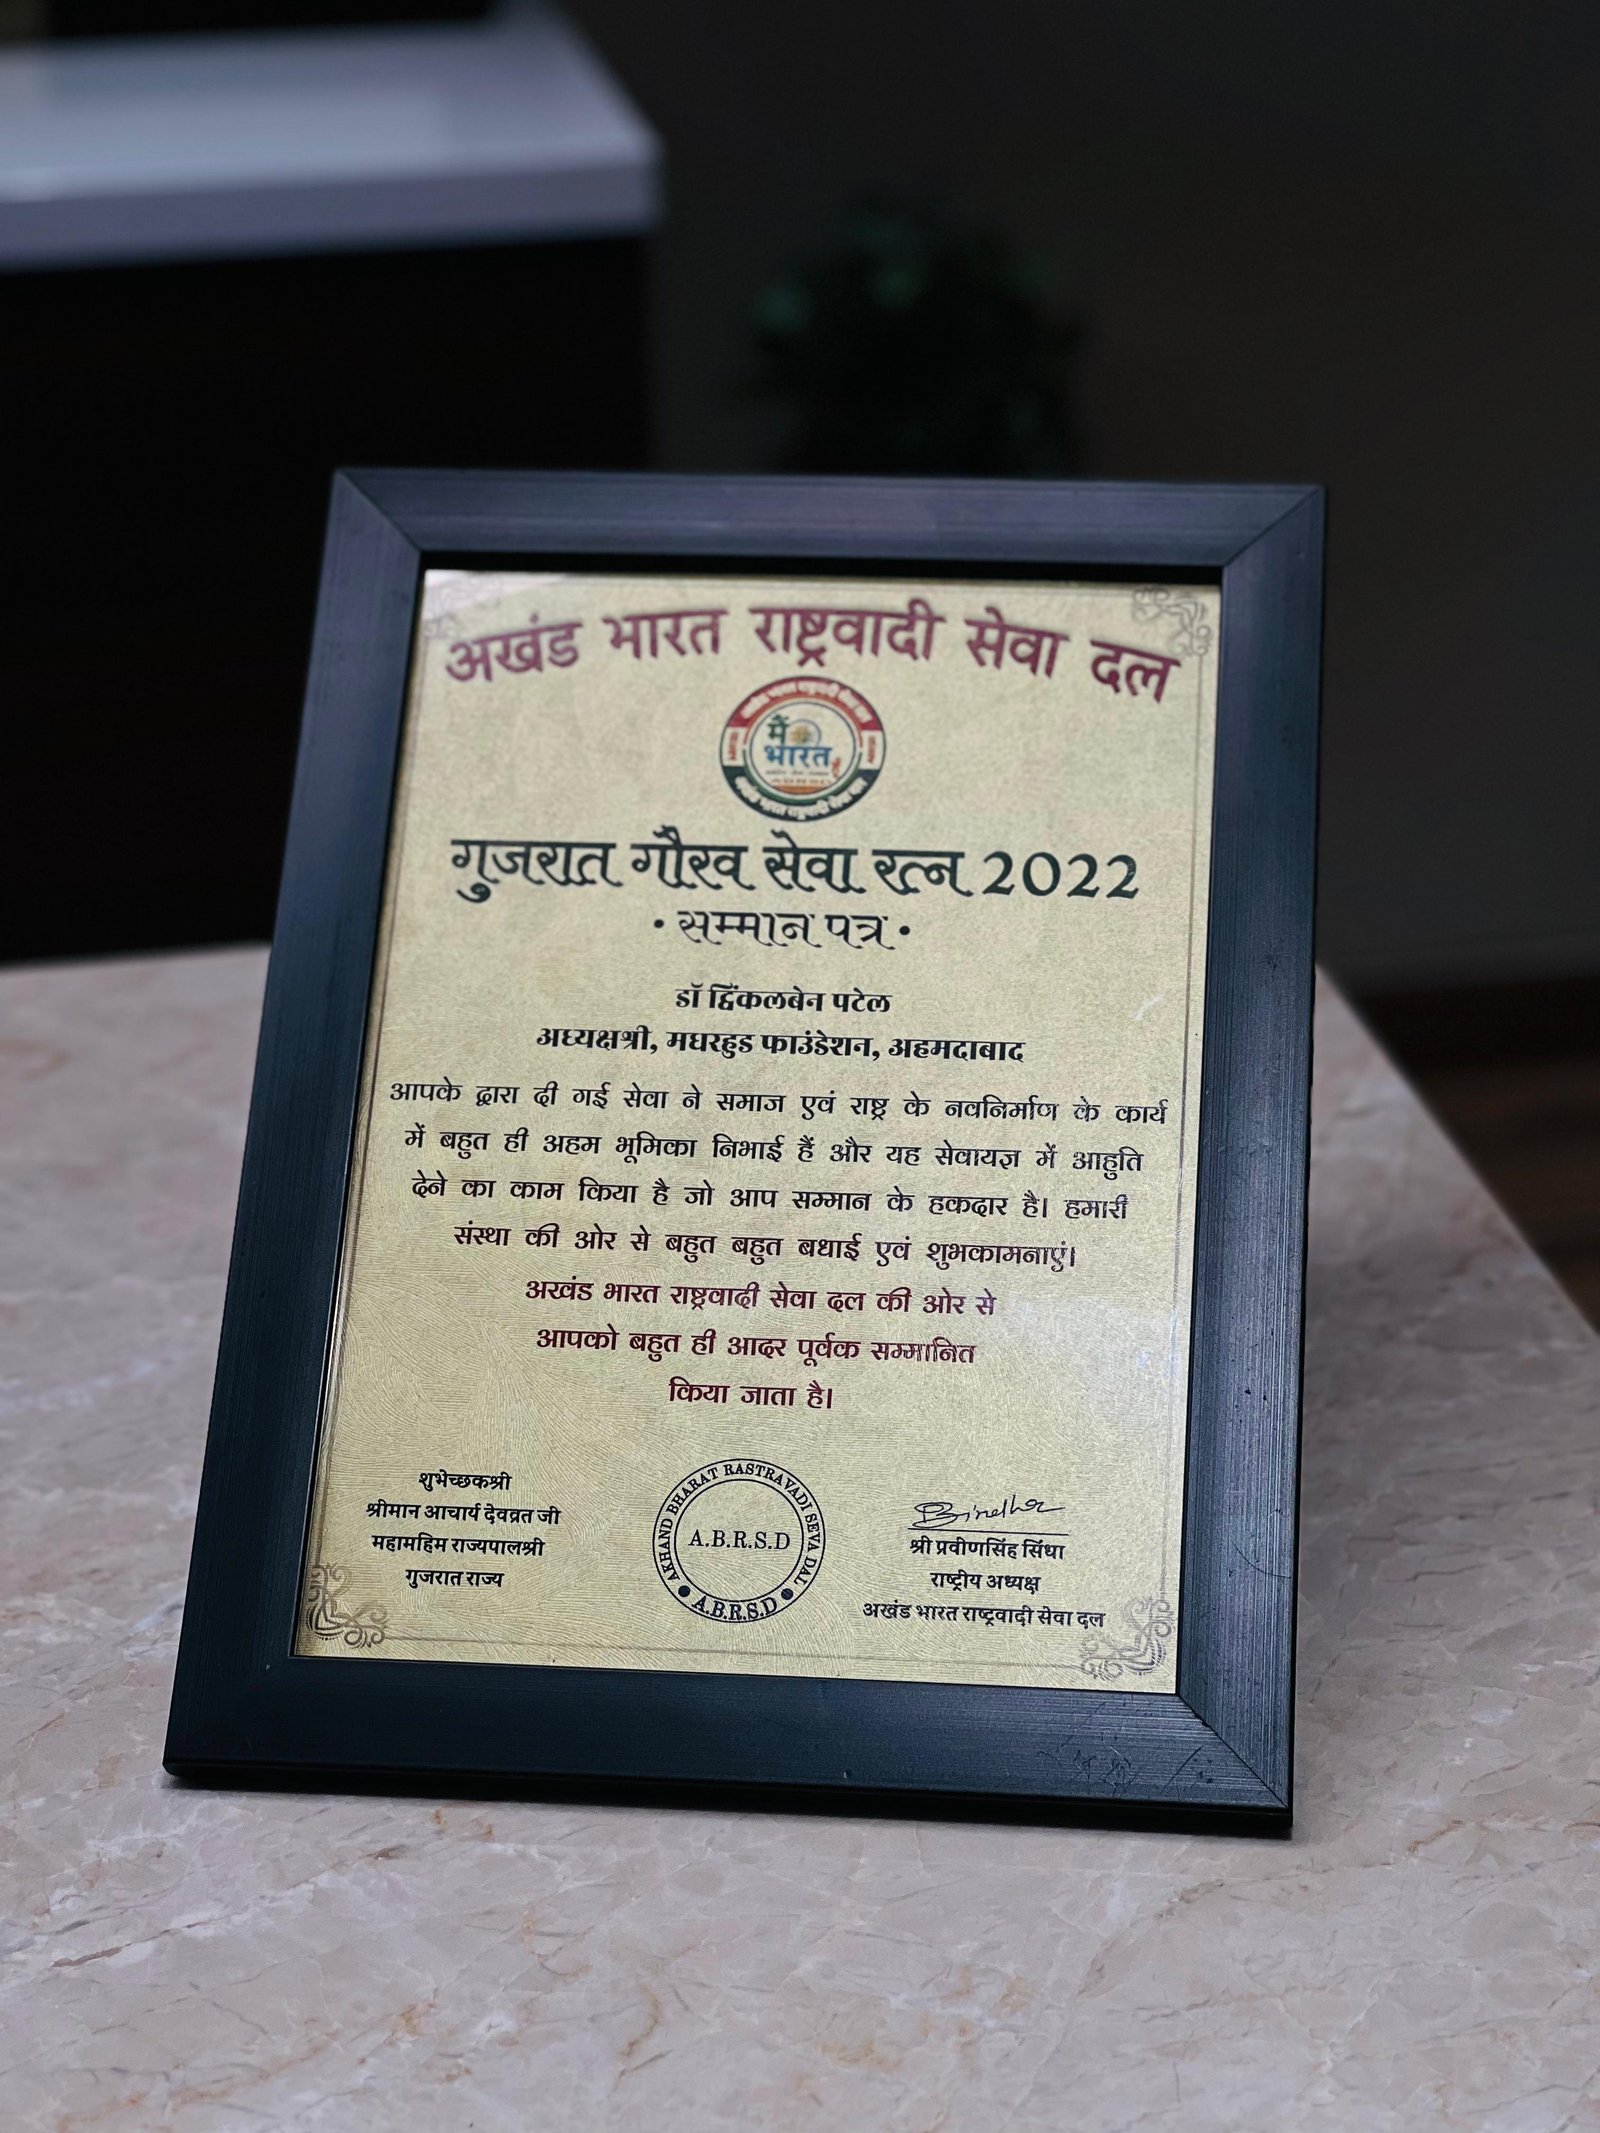 अखंड भारत राष्ट्रवादी सेवा दल
मैं
भारत
गुजरात गौरव सेवा रत्न 2022
• सम्मान पत्र •
डॉ ट्विंकलबेन पटेल
अध्यक्षश्री, मधरहुड फाउंडेशन, अहमदाबाद
आपके द्वारा दी गई सेवा ने समाज एवं राष्ट्र के नवनिर्माण के कार्य
में बहुत ही अहम भूमिका निभाई हैं और यह सेवायज्ञ में आहुति
देने का काम किया है जो आप सम्मान के हकदार है। हमारी
संस्था की ओर से बहुत बहुत बधाई एवं शुभकामनाएं।
अखंड भारत राष्ट्रवादी सेवा दल की ओर से
आपको बहुत ही आदर पूर्वक सम्मानित
किया जाता है।
शुभेच्छकश्री
श्रीमान आचार्य देवव्रत जी
महामहिम राज्यपालश्री
गुजरात राज्य
AKHAND BHARAT RASTRAVADI SEVA DAL
A.B.R.S.D
A.B.R.S.D
श्री प्रवीणसिंह सिंधा
राष्ट्रीय अध्यक्ष
अखंड भारत राष्ट्रवादी सेवा दल